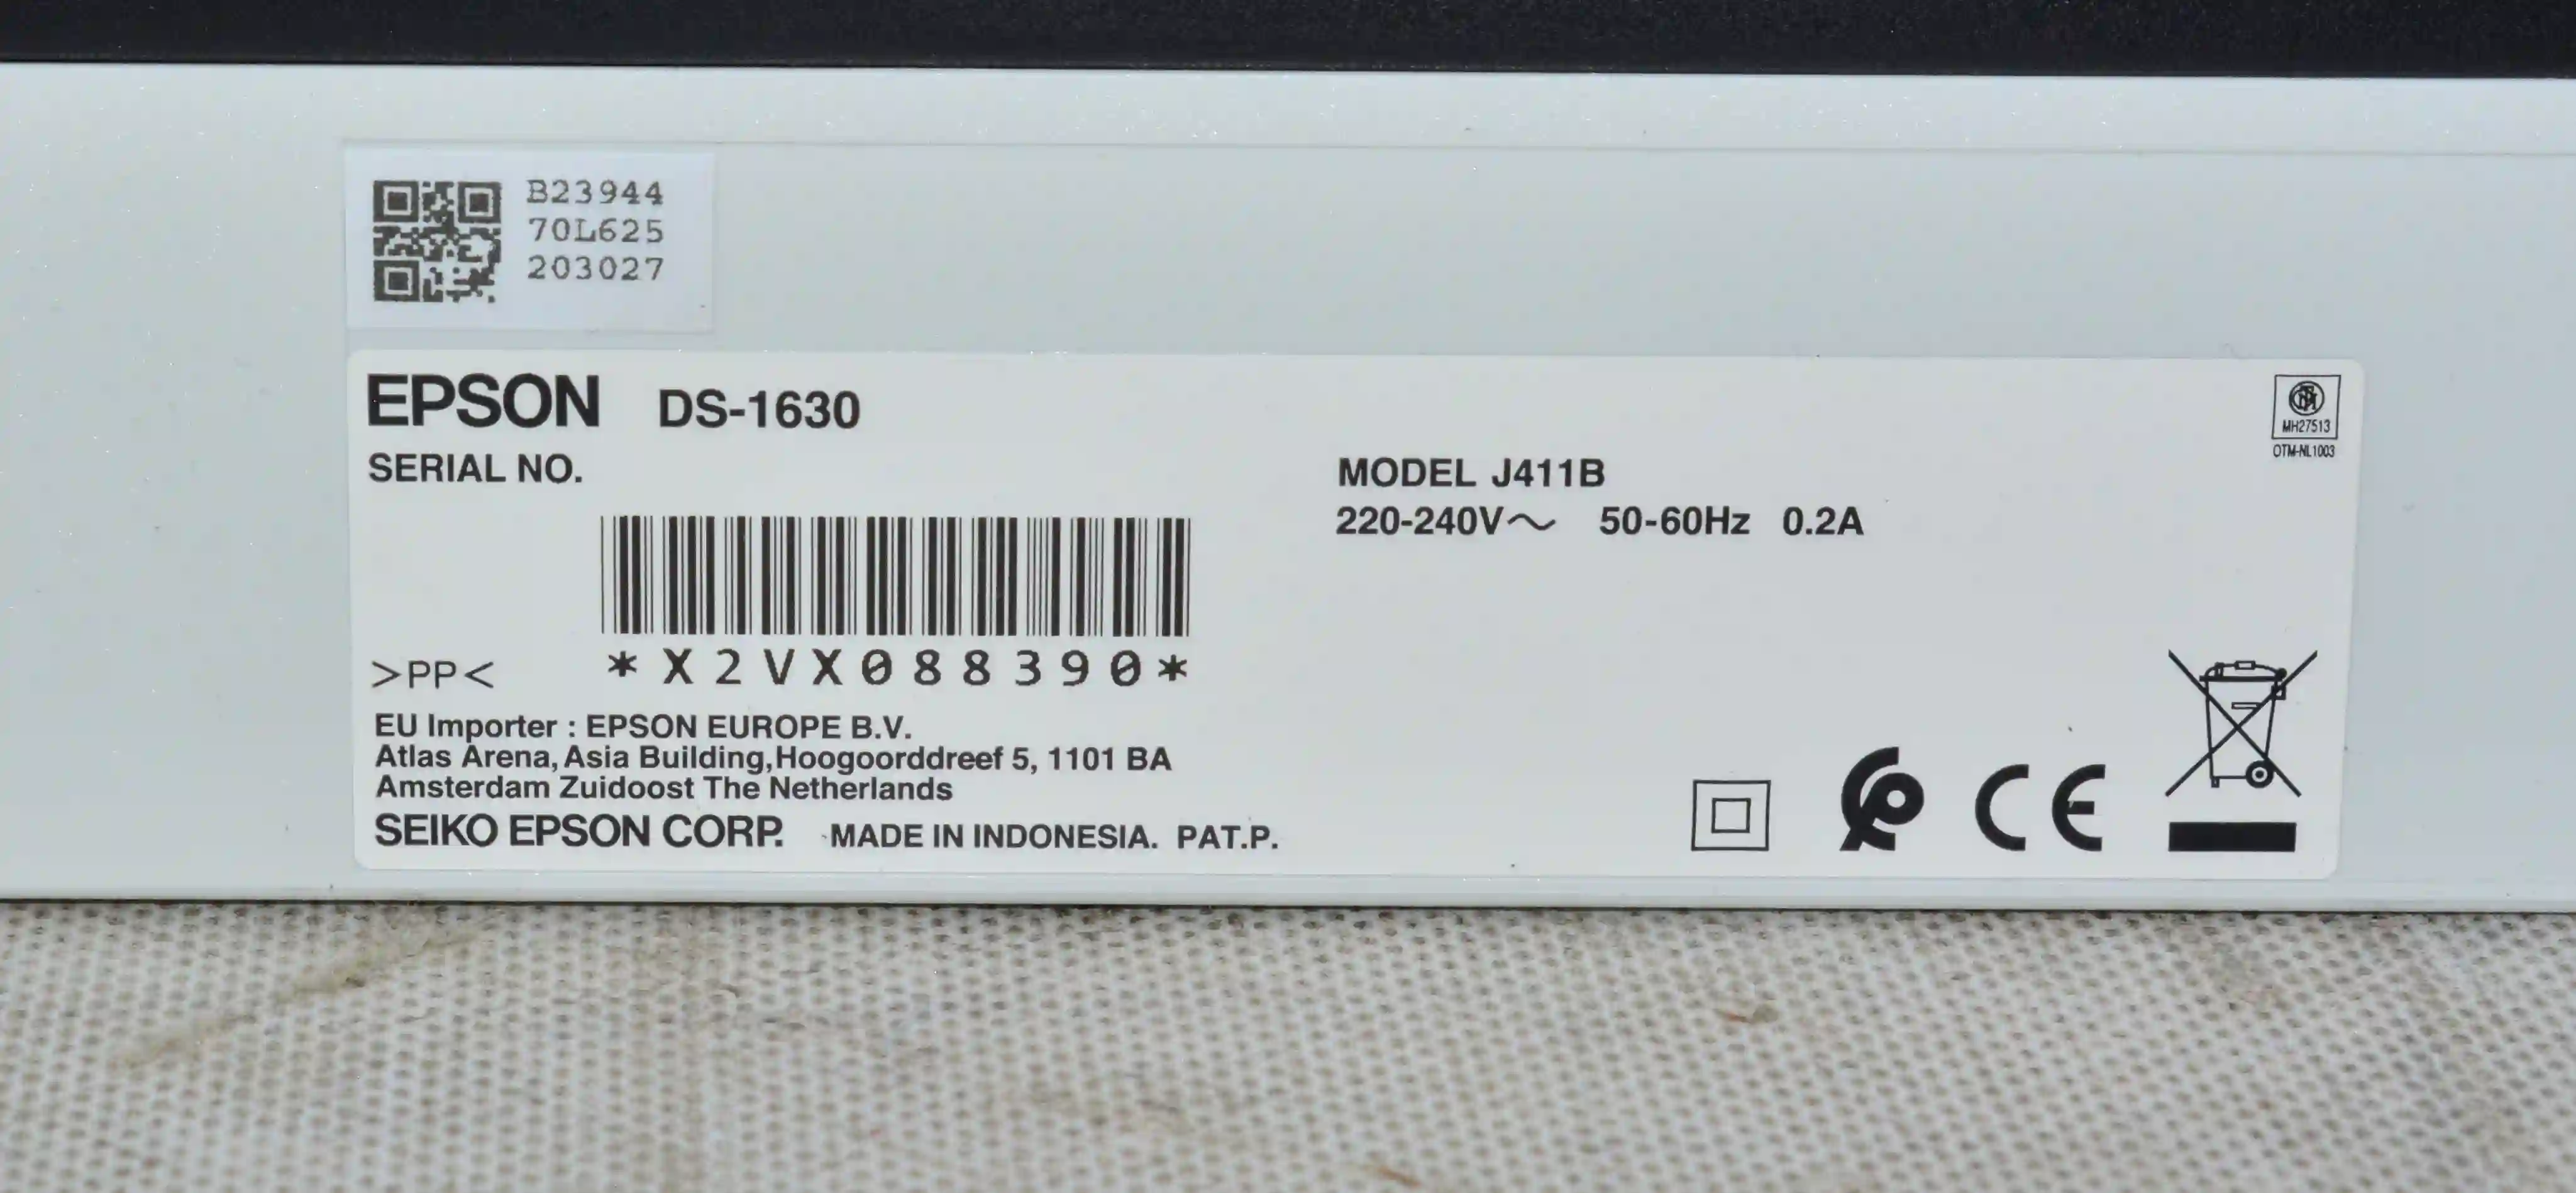 B23944
70L625
203027
EPSON DS-1630
MH27513
OTM-NL1003
SERIAL NO.
MODEL J411B
220-240V～ 50-60Hz 0.2A
*X2VX088390*
>PP<
EU Importer : EPSON EUROPE B.V.
Atlas Arena, Asia Building,Hoogoorddreef 5, 1101 BA
Amsterdam Zuidoost The Netherlands
SEIKO EPSON CORP. MADE IN INDONESIA. PAT.P.
CE